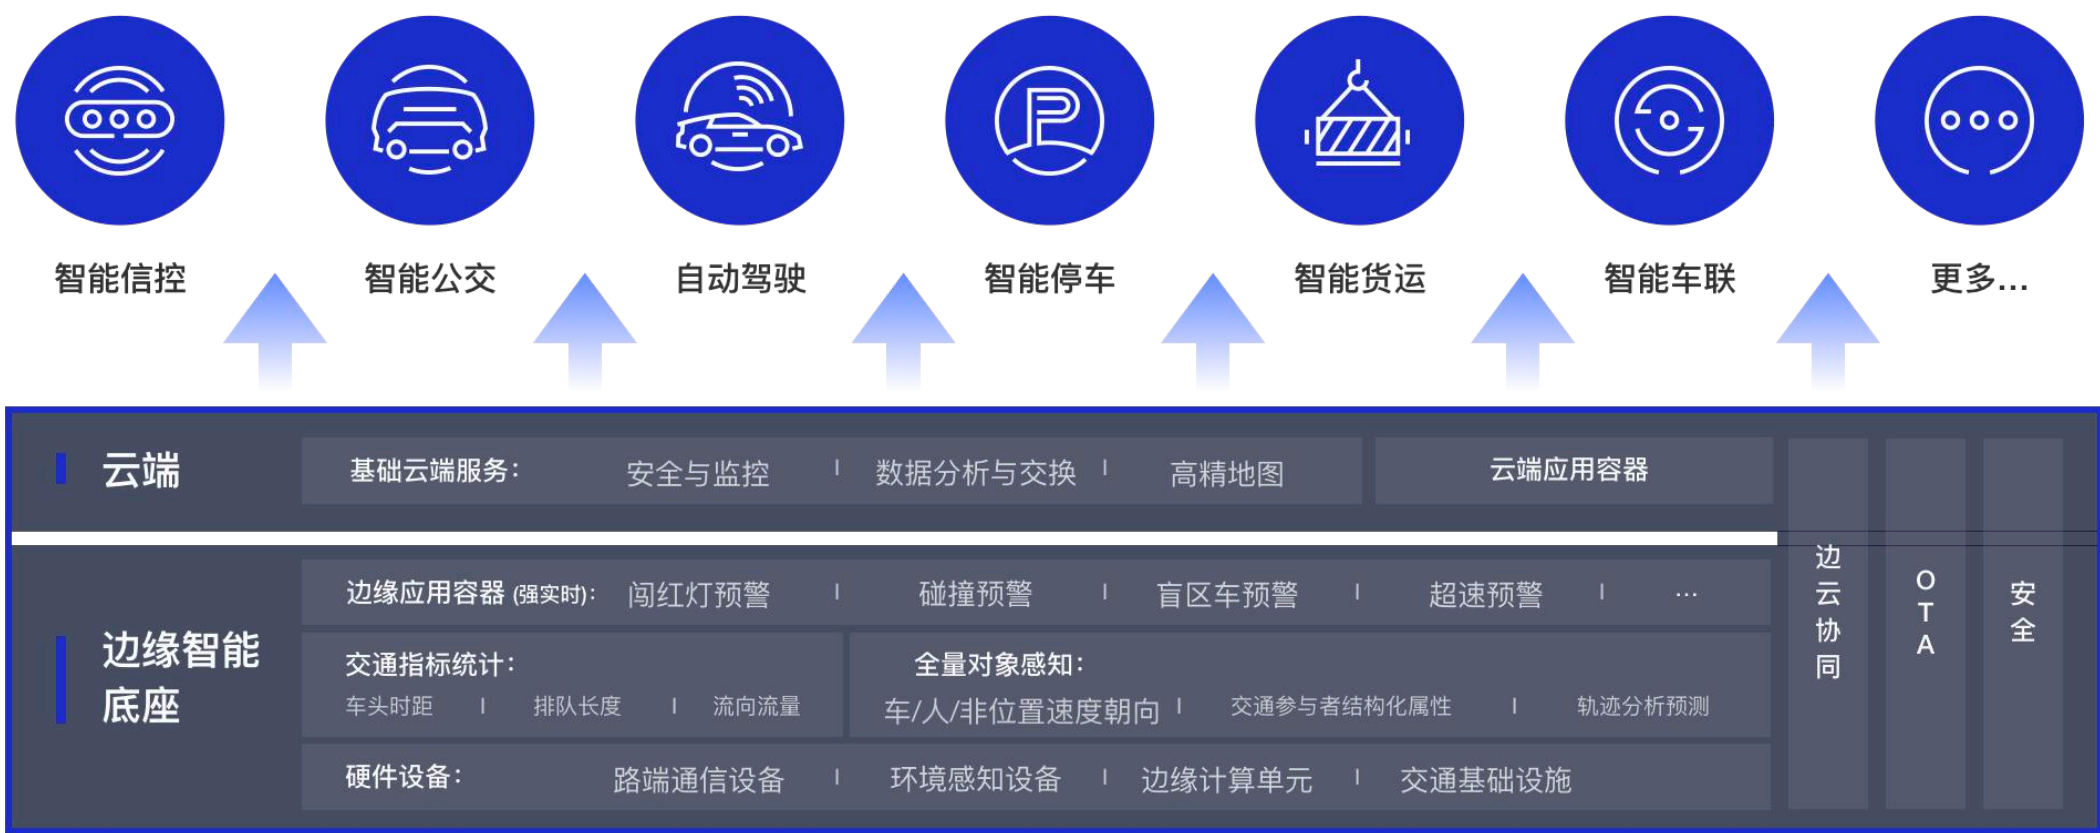 智能信控 智能公交 自动驾驶 智能停车 智能货运 智能车联 更多...
云端
基础云端服务： 安全与监控 | 数据分析与交换 | 高精地图
云端应用容器
边缘智能
底座
边缘应用容器 (强实时)： 闯红灯预警 | 碰撞预警 | 盲区车预警 | 超速预警 | ...
交通指标统计：
车头时距 | 排队长度 | 流向流量
全量对象感知：
车/人/非位置速度朝向 | 交通参与者结构化属性 | 轨迹分析预测
硬件设备： 路端通信设备 | 环境感知设备 | 边缘计算单元 | 交通基础设施
边云协同
OTA
安全